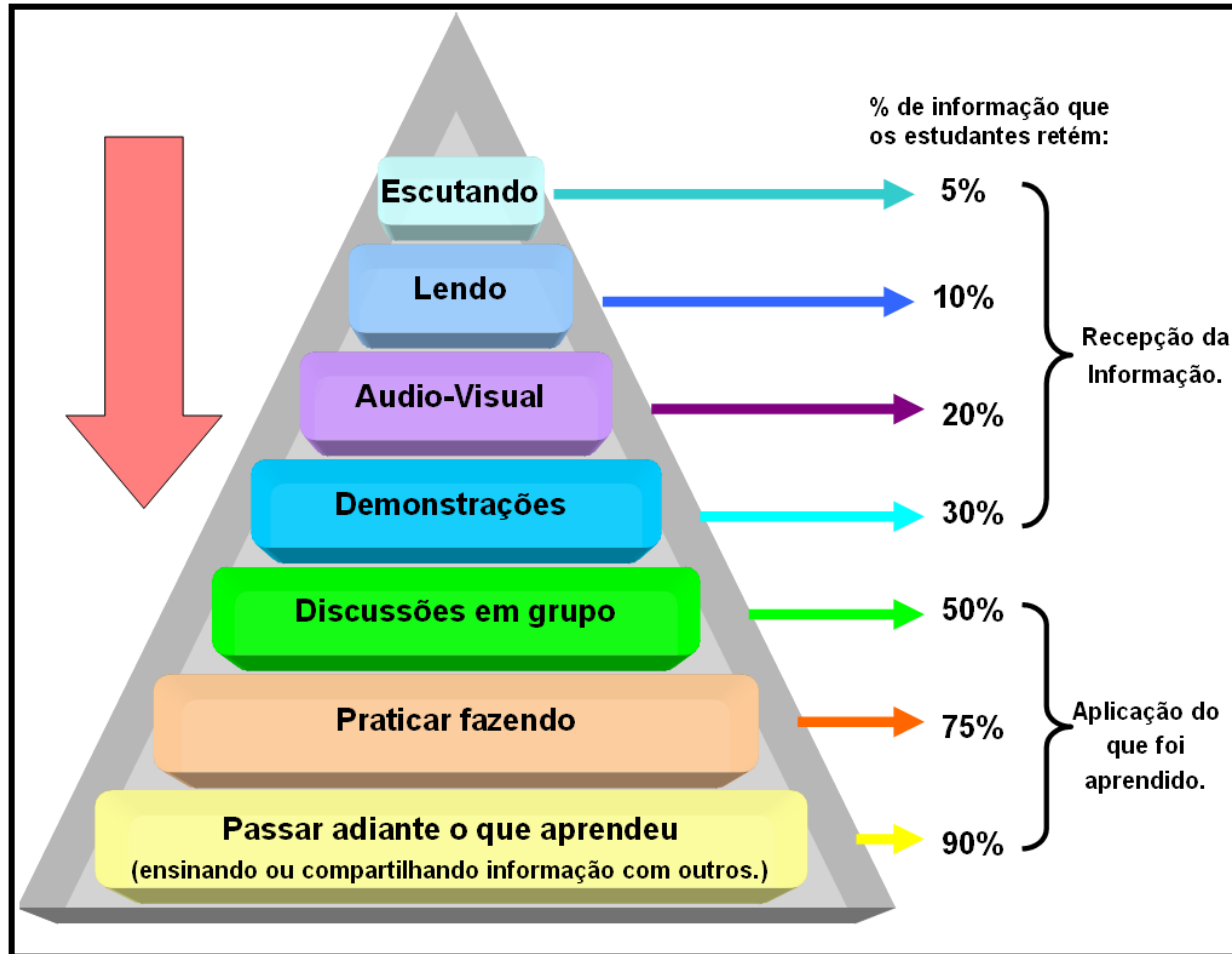 % de informação que
os estudantes retém:
Escutando
5%
Lendo
10%
Audio-Visual
20%
Demonstrações
30%
Recepção da
Informação.
Discussões em grupo
50%
Praticar fazendo
75%
Passar adiante o que aprendeu
(ensinando ou compartilhando informação com outros.)
90%
Aplicação do
que foi
aprendido.